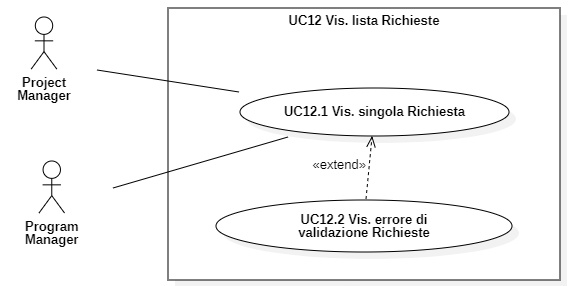 UC12 Vis. lista Richieste
Project
Manager
UC12.1 Vis. singola Richiesta
«extend»
Program
Manager
UC12.2 Vis. errore di
validazione Richieste